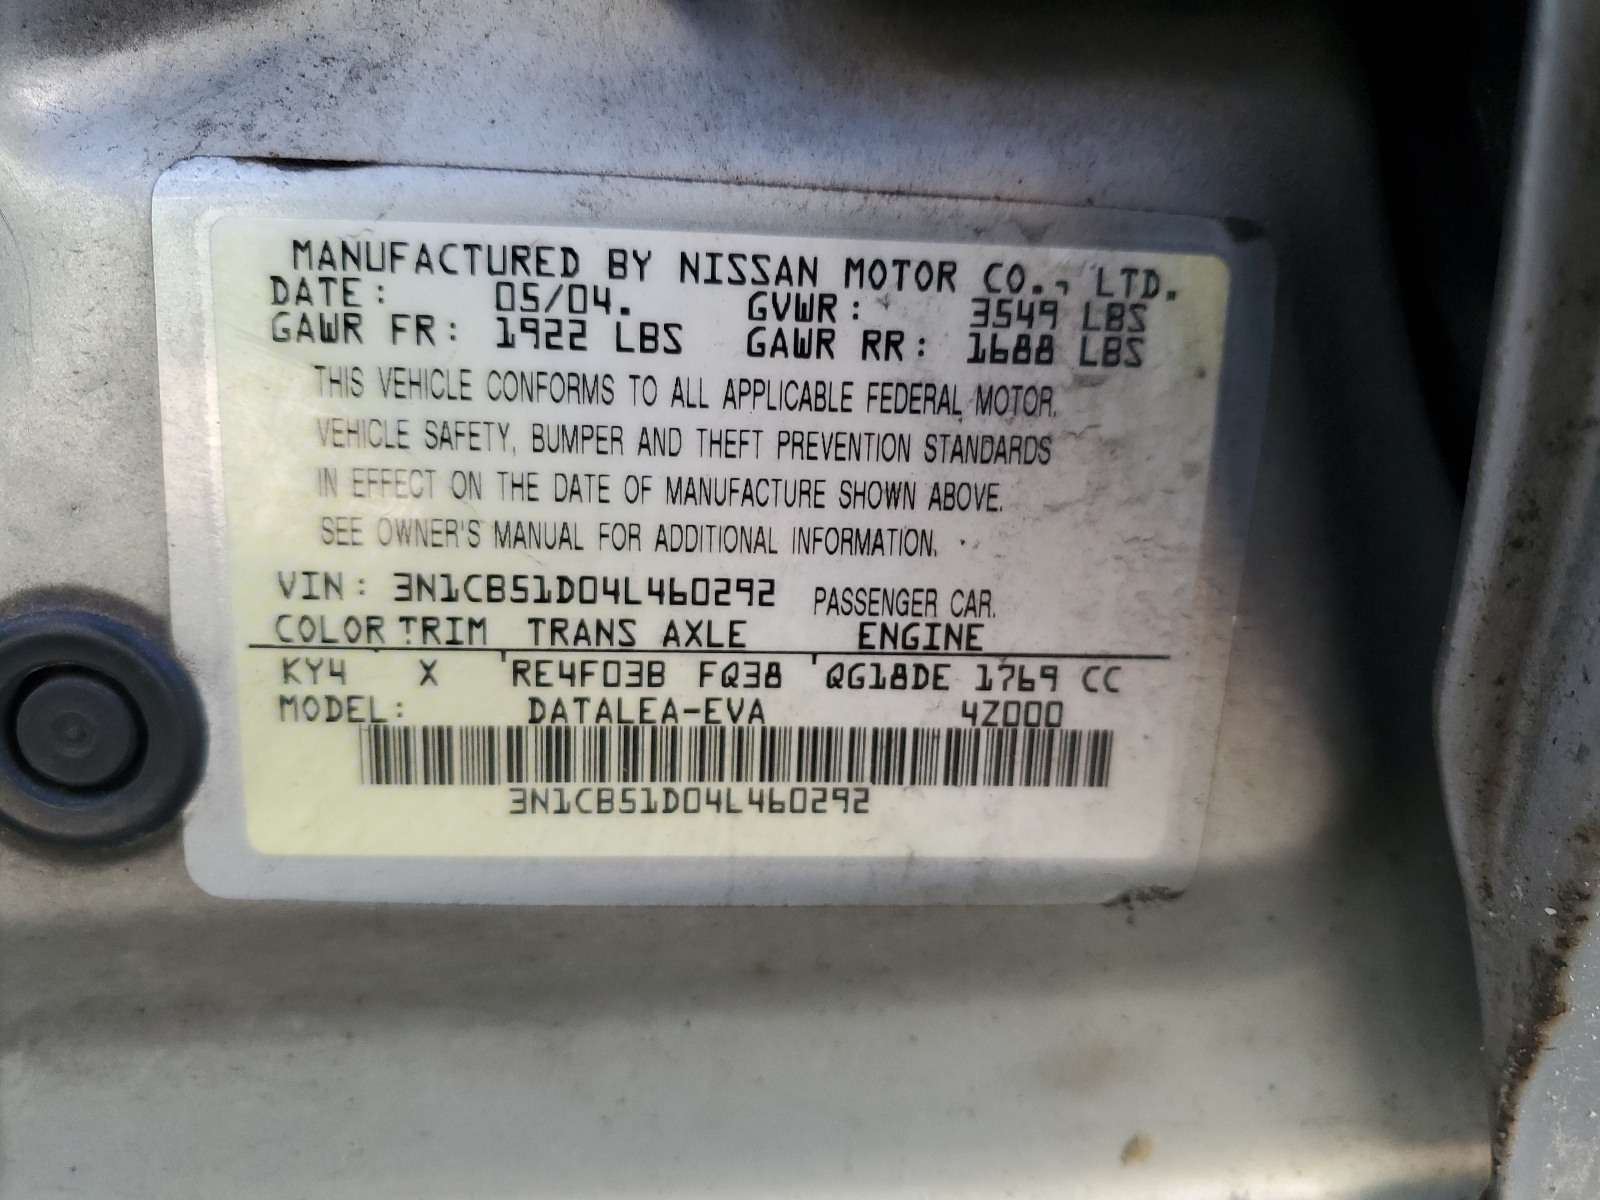 MANUFACTURED BY NISSAN MOTOR CO., LTD.
DATE: 05/04. GVWR: 3549 LBS
GAWR FR: 1922 LBS GAWR RR: 1688 LBS
THIS VEHICLE CONFORMS TO ALL APPLICABLE FEDERAL MOTOR
VEHICLE SAFETY, BUMPER AND THEFT PREVENTION STANDARDS
IN EFFECT ON THE DATE OF MANUFACTURE SHOWN ABOVE.
SEE OWNER'S MANUAL FOR ADDITIONAL INFORMATION.
VIN: 3N1CB51D04L460292 PASSENGER CAR.
COLOR TRIM TRANS AXLE ENGINE
KY4 X RE4F03B FQ38 QG18DE 1769 CC
MODEL: DATALEA-EVA 4Z000
3N1CB51D04L460292